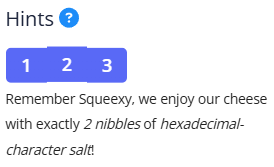 Hints ?
1 2 3
Remember Squeexy, we enjoy our cheese
with exactly 2 nibbles of hexadecimal-
character salt!